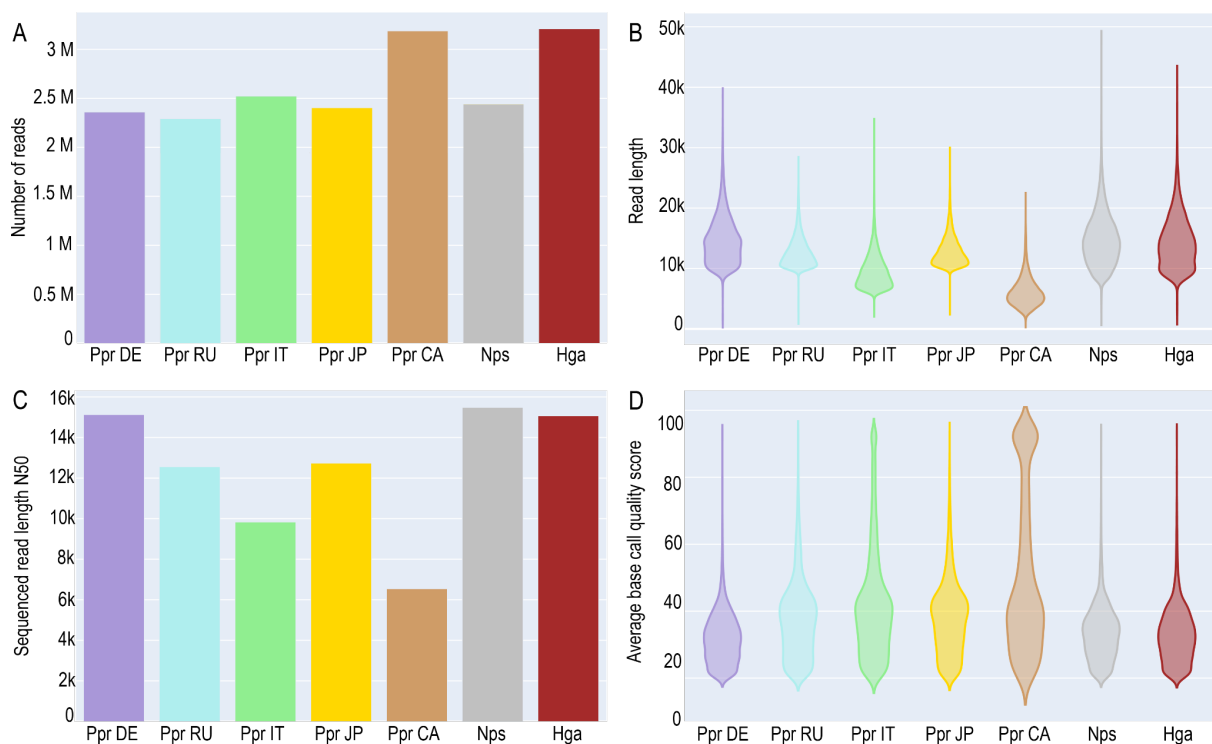 A
Number of reads
3 M
2.5 M
2 M
1.5 M
1 M
0.5 M
0
Ppr DE Ppr RU Ppr IT Ppr JP Ppr CA Nps Hga
B
Read length
50k
40k
30k
20k
10k
0
Ppr DE Ppr RU Ppr IT Ppr JP Ppr CA Nps Hga
C
Sequenced read length N50
16k
14k
12k
10k
8k
6k
4k
2k
0
Ppr DE Ppr RU Ppr IT Ppr JP Ppr CA Nps Hga
D
Average base call quality score
100
80
60
40
20
0
Ppr DE Ppr RU Ppr IT Ppr JP Ppr CA Nps Hga